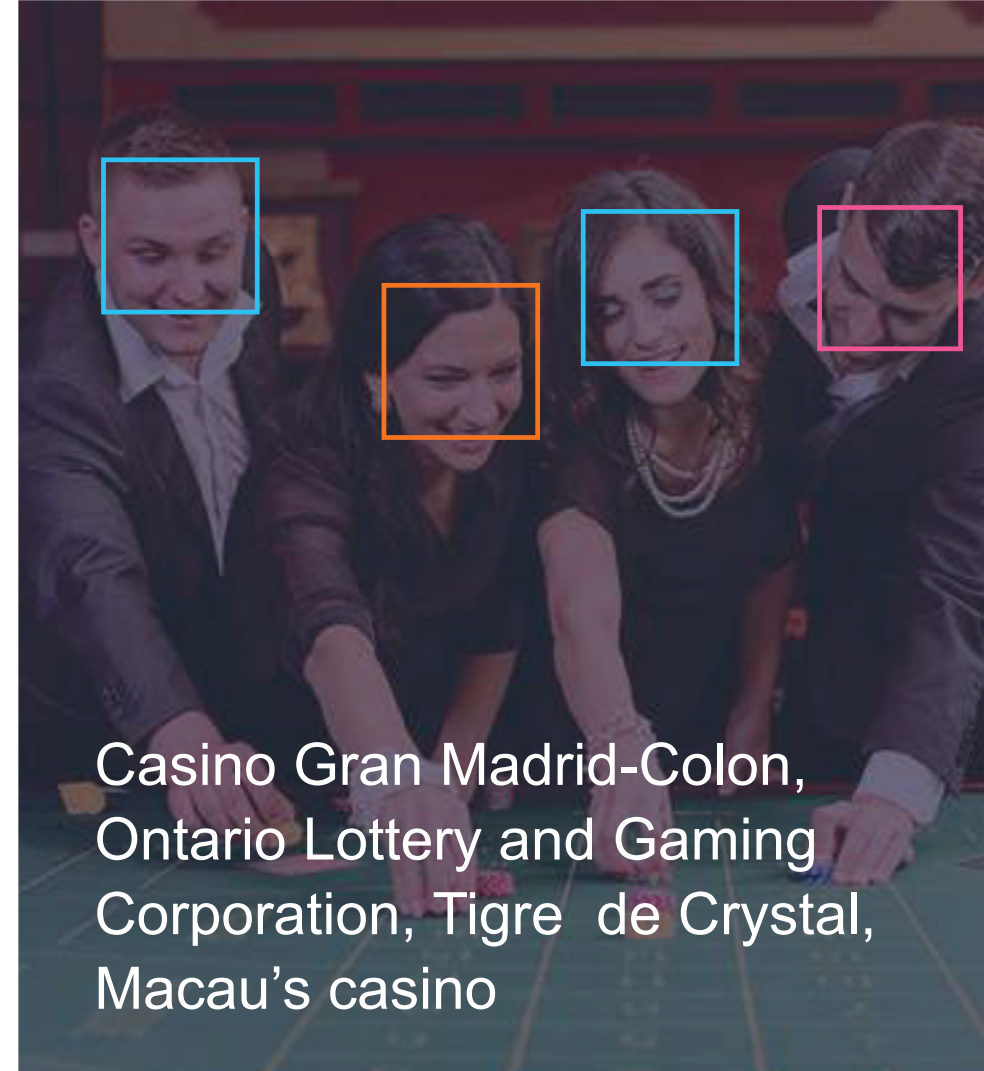 Casino Gran Madrid-Colon,
Ontario Lottery and Gaming
Corporation, Tigre  de Crystal,
Macau’s casino